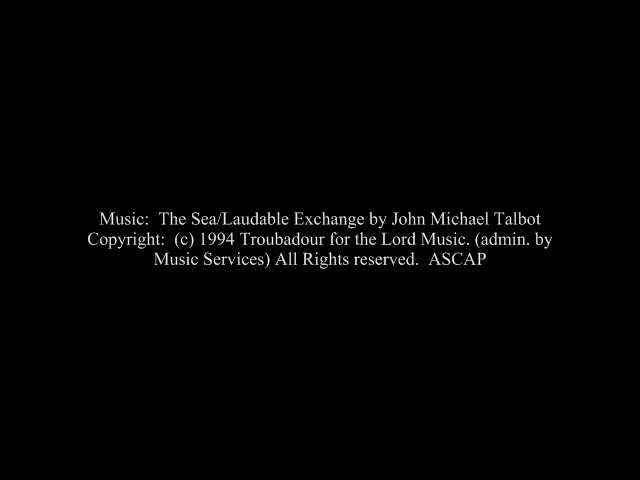 Music:  The Sea/Laudable Exchange by John Michael Talbot
Copyright:  (c) 1994 Troubadour for the Lord Music. (admin. by
Music Services) All Rights reserved.  ASCAP